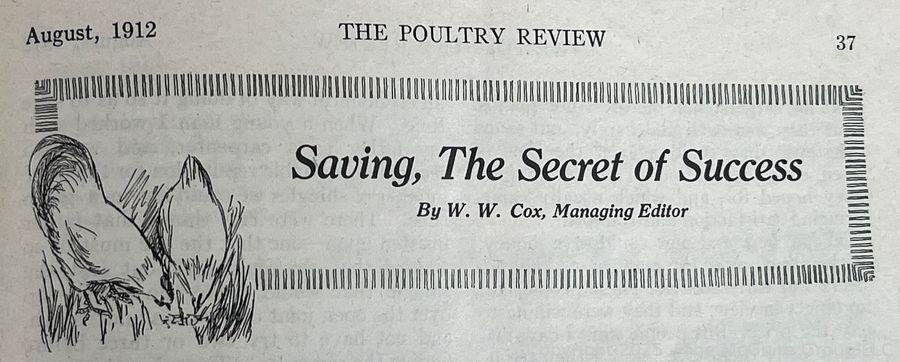 August, 1912 THE POULTRY REVIEW 37
Saving, The Secret of Success
By W. W. Cox, Managing Editor